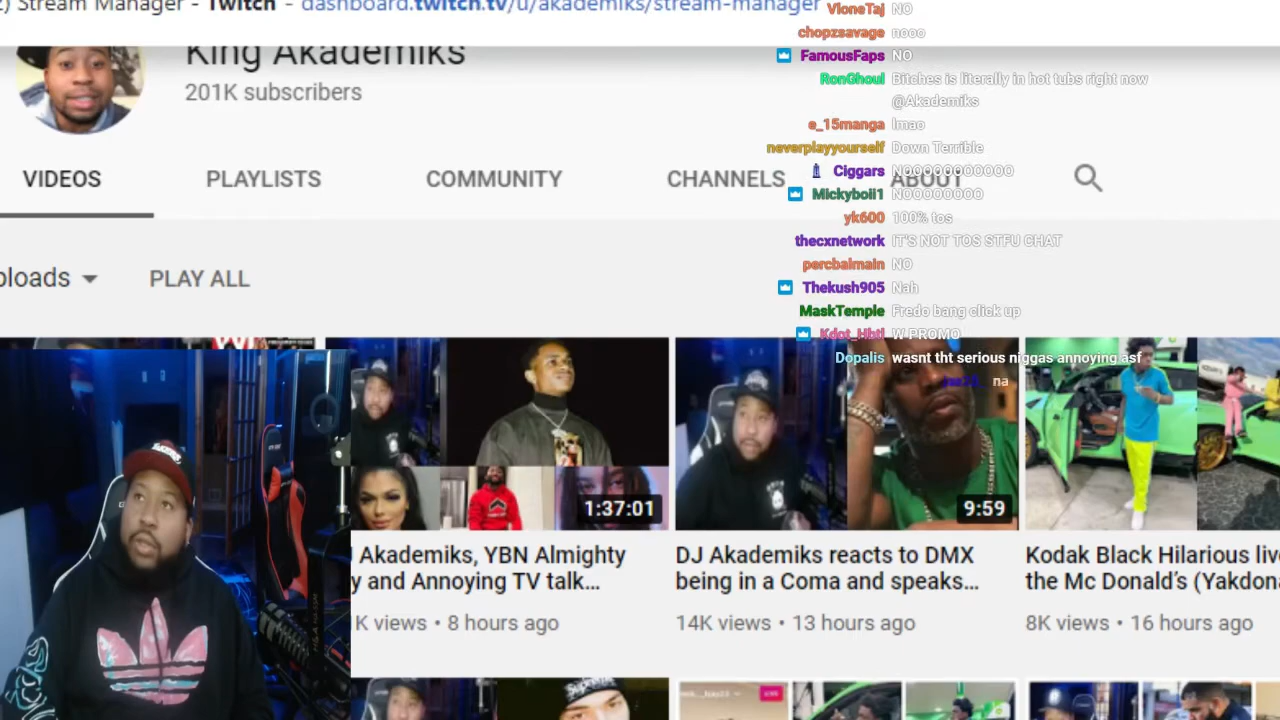 ) Stream Manager - Twitch - dashboard.twitch.tv/u/akademiks/stream-manager
King Akademiks
201K subscribers
VIDEOS PLAYLISTS COMMUNITY CHANNELS ABOUT
ploads PLAY ALL
VloneTaj NO
chopzsavage nooo
FamousFaps NO
RonGhoul Bitches is literally in hot tubs right now
@Akademiks
e_15manga lmao
neverplayyourself Down Terrible
Ciggars NOOOOOOOOOOO
Mickyboii1 NOOOOOOOO
yk600 100% tos
thecxnetwork IT'S NOT TOS STFU CHAT
percbalmain NO
Thekush905 Nah
MaskTemple Fredo bang click up
Kdot_Hbtl W PROMO
Dopalis wasnt tht serious niggas annoying asf
na
1:37:01
Akademiks, YBN Almighty
y and Annoying TV talk...
K views • 8 hours ago
9:59
DJ Akademiks reacts to DMX
being in a Coma and speaks...
14K views • 13 hours ago
Kodak Black Hilarious liv
the Mc Donald's (Yakdon
8K views • 16 hours ago